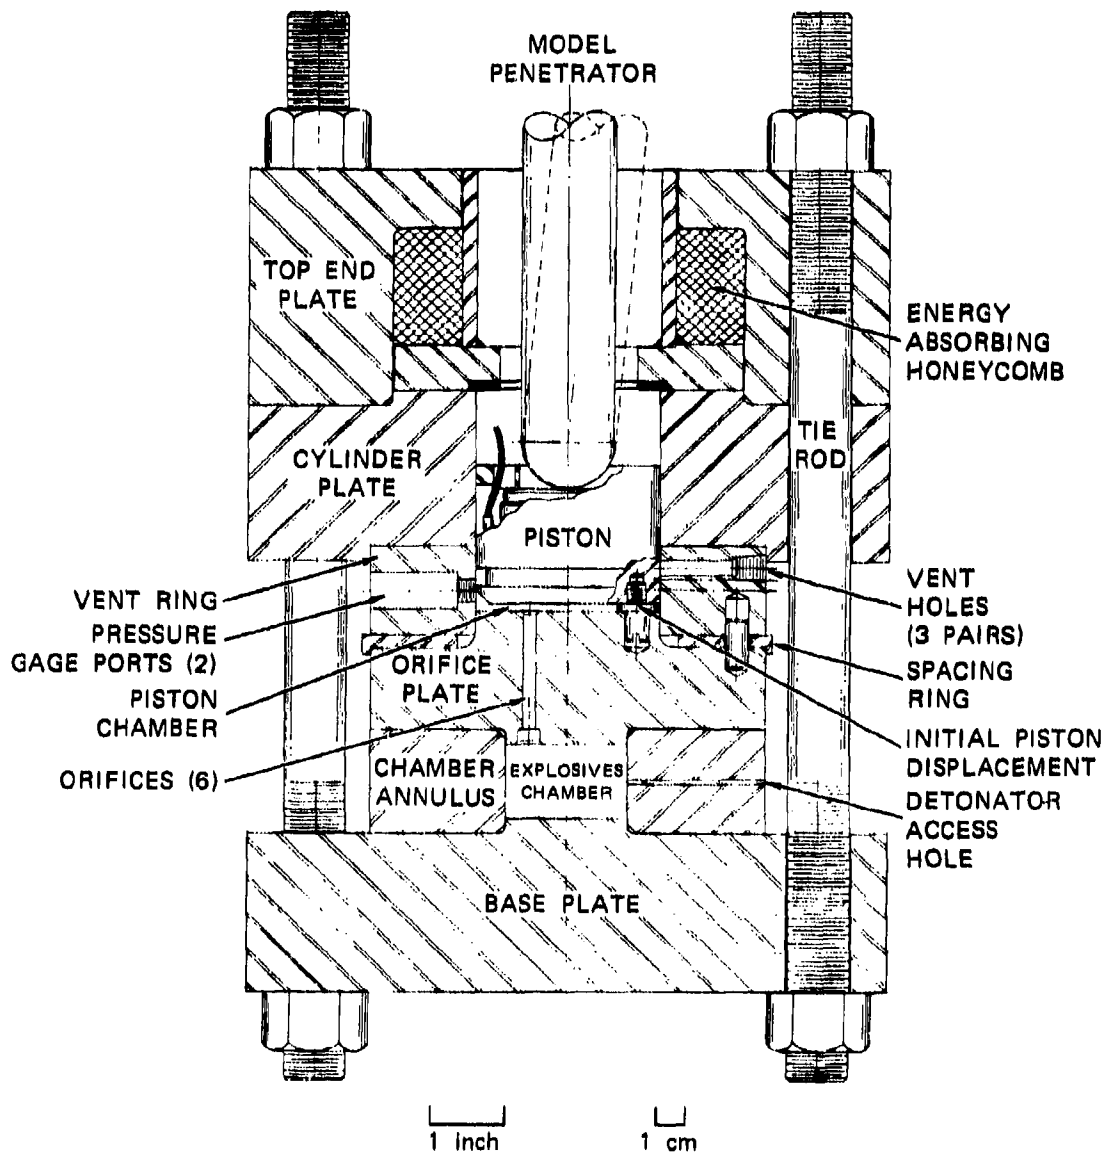 MODEL
PENETRATOR
TOP END
PLATE
ENERGY
ABSORBING
HONEYCOMB
TIE
ROD
CYLINDER
PLATE
PISTON
VENT RING
PRESSURE
GAGE PORTS (2)
PISTON
CHAMBER
ORIFICES (6)
VENT
HOLES
(3 PAIRS)
SPACING
RING
INITIAL PISTON
DISPLACEMENT
DETONATOR
ACCESS
HOLE
ORIFICE
PLATE
CHAMBER
ANNULUS
EXPLOSIVES
CHAMBER
BASE PLATE
1 inch
1 cm